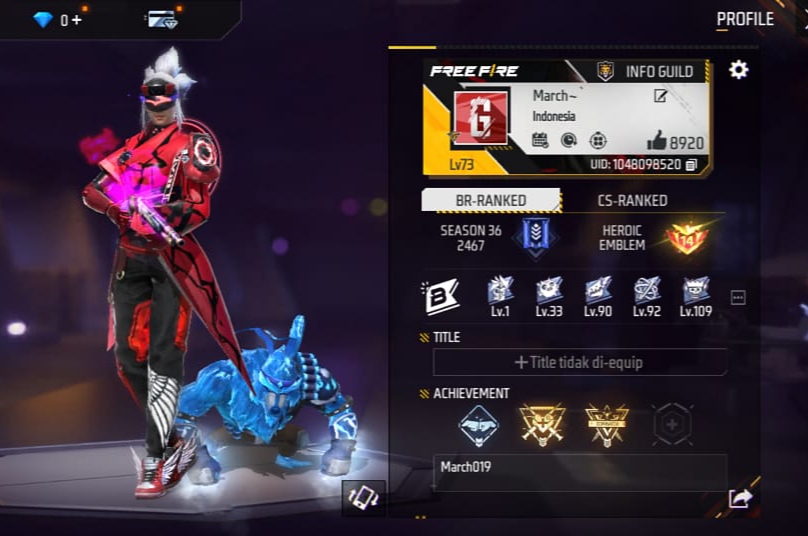 0 +
PROFILE
FREE FIRE
INFO GUILD
March~
Indonesia
G
8920
Lv73
UID: 1048098520
BR-RANKED
CS-RANKED
SEASON 36
2467
HEROIC
EMBLEM
14
B
Lv.1
Lv.33
Lv.90
Lv.92
Lv.109
TITLE
+Title tidak di-equip
ACHIEVEMENT
March019